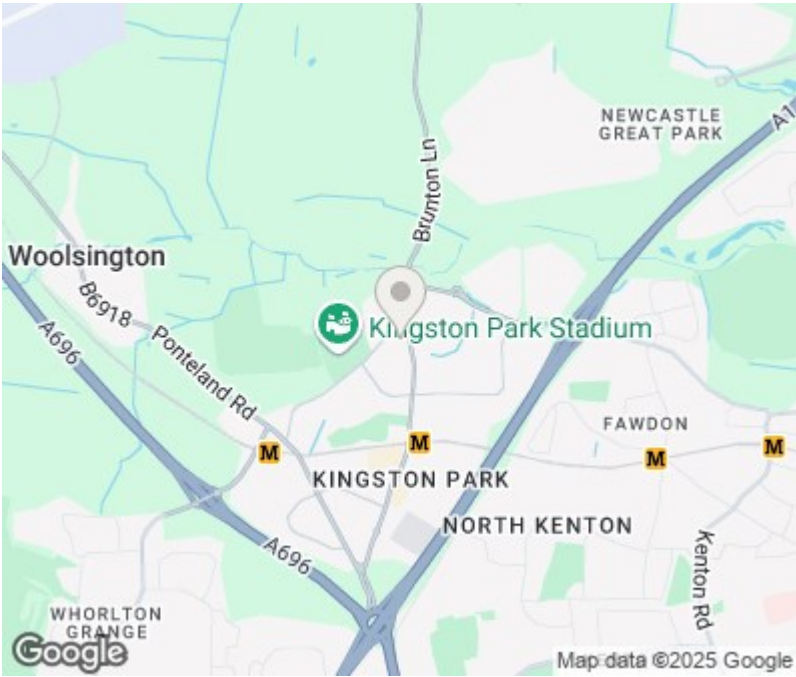 NEWCASTLE
GREAT PARK
A1
Brunton Ln
Woolsington
B6918
A696
Ponteland Rd
Kingston Park Stadium
M
M
M
M
FAWDON
KINGSTON PARK
NORTH KENTON
A696
Kenton Rd
WHORLTON
GRANGE
Google
Map data ©2025 Google